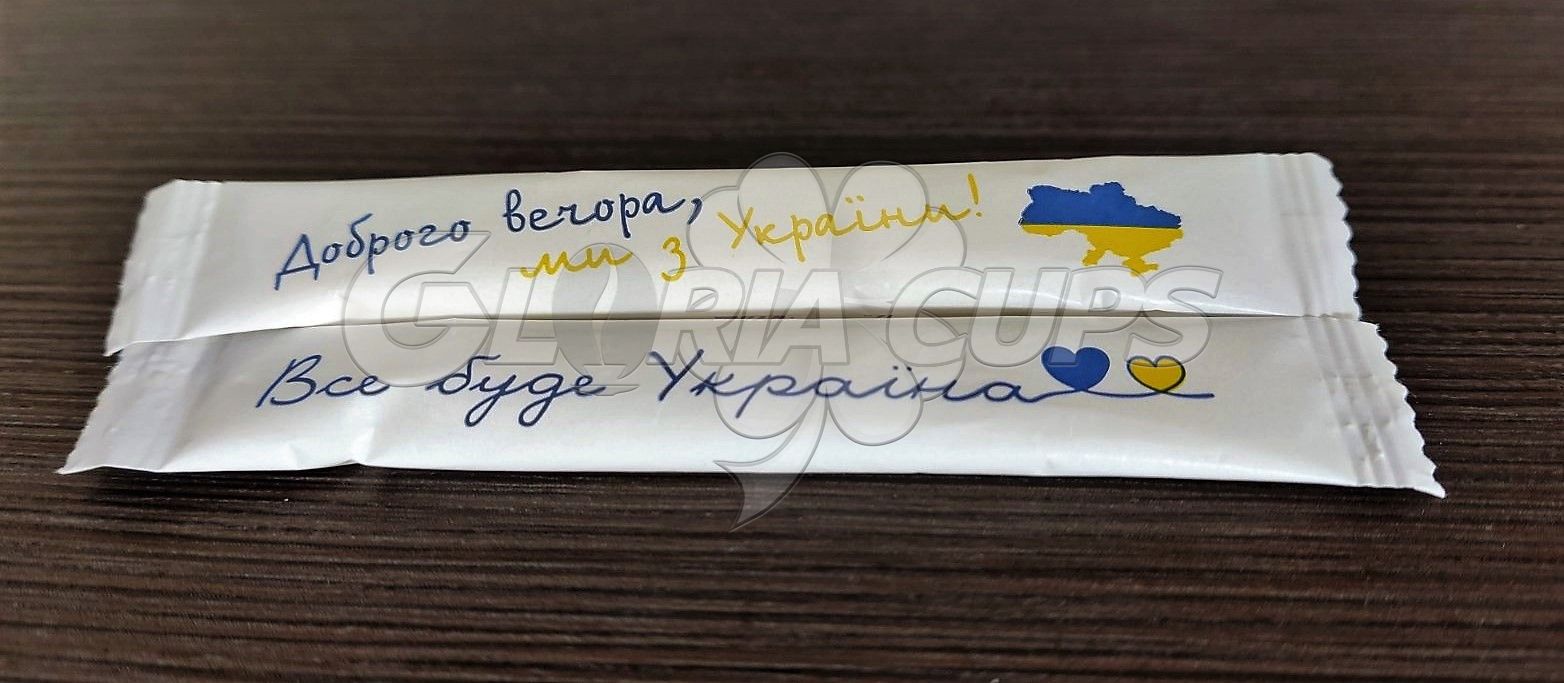 Доброго вечора,
ми з України!
GLORIA CUPS
Все буде Україна